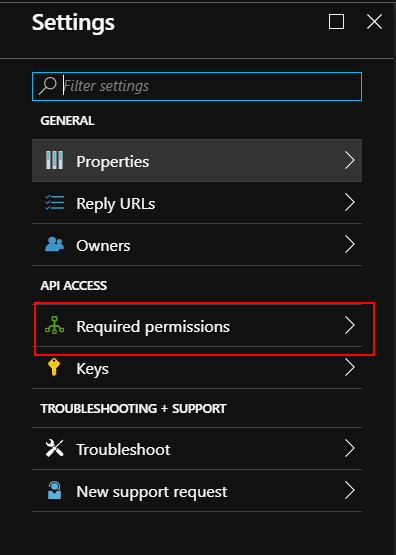 Settings
Filter settings
GENERAL
Properties
Reply URLs
Owners
API ACCESS
Required permissions
Keys
TROUBLESHOOTING + SUPPORT
Troubleshoot
New support request